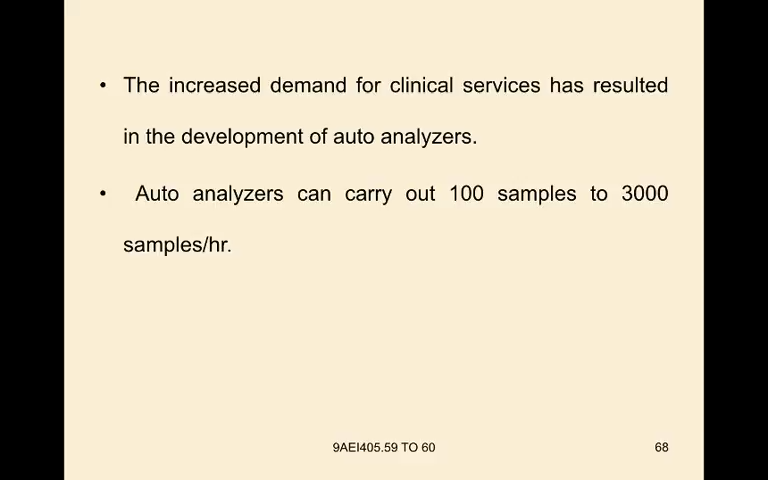 • The increased demand for clinical services has resulted
in the development of auto analyzers.
• Auto analyzers can carry out 100 samples to 3000
samples/hr.
9AEI405.59 TO 60
68